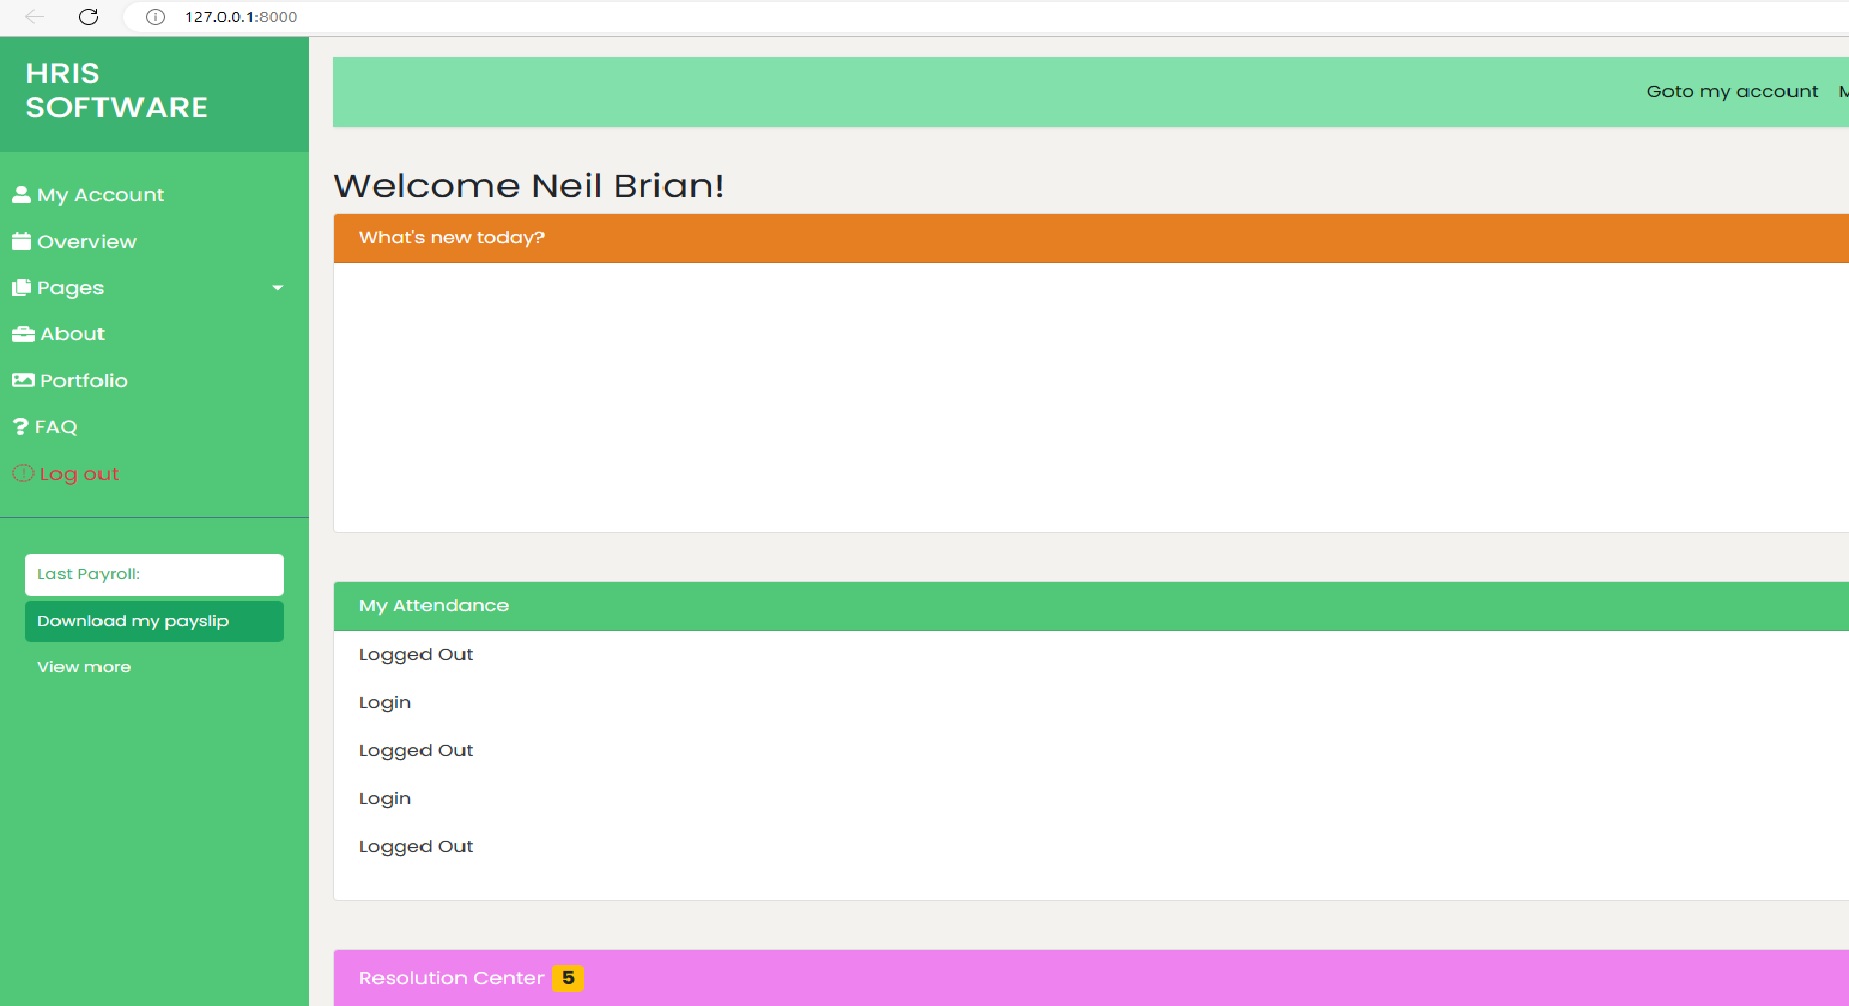 127.0.0.1:8000
HRIS
SOFTWARE
Goto my account
My Account
Overview
Pages
About
Portfolio
FAQ
Log out
Last Payroll:
Download my payslip
View more
Welcome Neil Brian!
What's new today?
My Attendance
Logged Out
Login
Logged Out
Login
Logged Out
Resolution Center 5